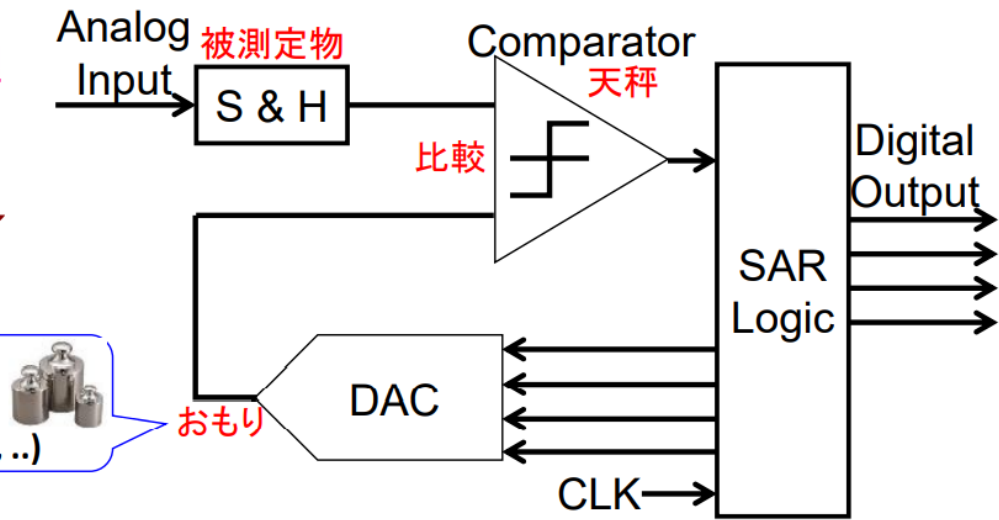 Analog
Input
被測定物
S & H
Comparator
天秤
比較
Digital
Output
SAR
Logic
DAC
おもり
, ..)
CLK